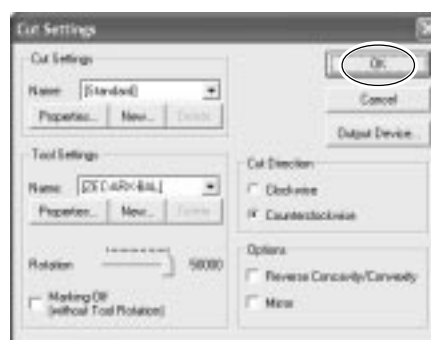 Cut Settings
Cut Settings
Name: [Standard]
Properties... New... Delete
Tool Settings
Name:
Properties... New... Delete
Rotation
Marking Off
(without Tool Rotation)
OK
Cancel
Output Device...
Cut Direction
Clockwise
Counterclockwise
Options
Reverse Concavity/Convexity
Mirror